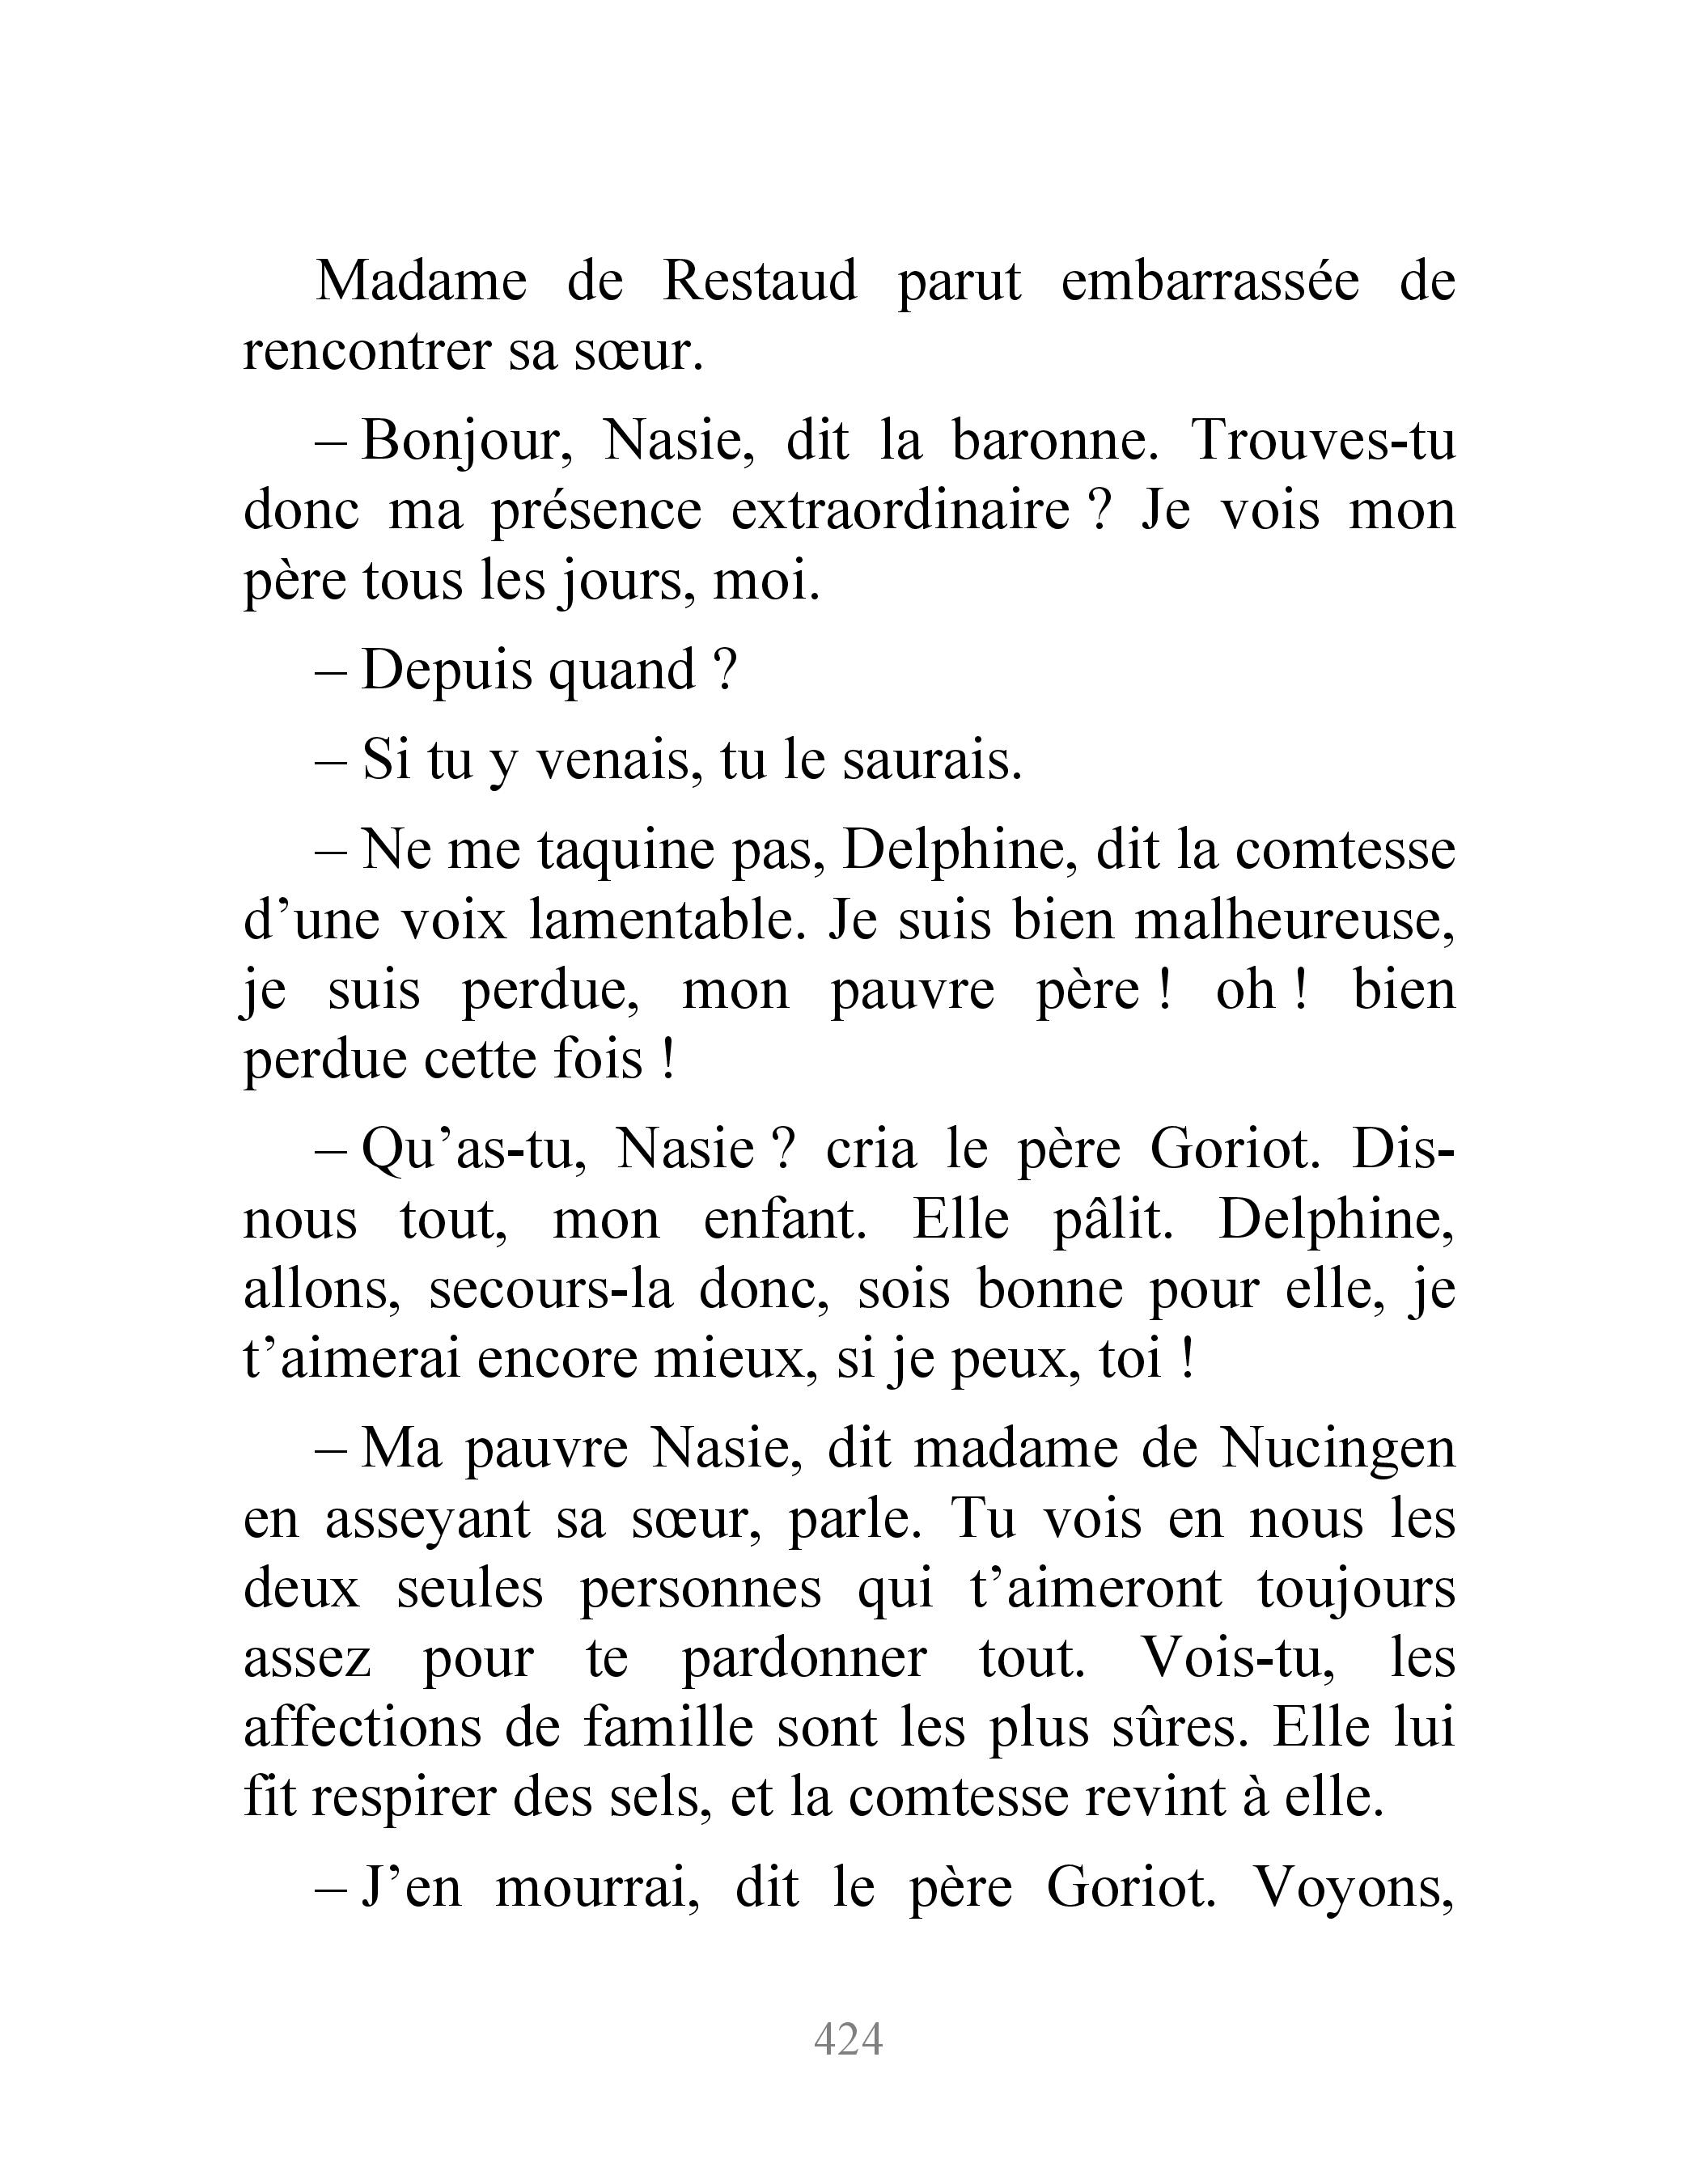 Madame de Restaud parut embarrassée de
rencontrer sa sœur.
– Bonjour, Nasie, dit la baronne. Trouves-tu
donc ma présence extraordinaire ? Je vois mon
père tous les jours, moi.
– Depuis quand ?
– Si tu y venais, tu le saurais.
– Ne me taquine pas, Delphine, dit la comtesse
d’une voix lamentable. Je suis bien malheureuse,
je suis perdue, mon pauvre père ! oh ! bien
perdue cette fois !
– Qu’as-tu, Nasie ? cria le père Goriot. Dis-
nous tout, mon enfant. Elle pâlit. Delphine,
allons, secours-la donc, sois bonne pour elle, je
t’aimerai encore mieux, si je peux, toi !
– Ma pauvre Nasie, dit madame de Nucingen
en asseyant sa sœur, parle. Tu vois en nous les
deux seules personnes qui t’aimeront toujours
assez pour te pardonner tout. Vois-tu, les
affections de famille sont les plus sûres. Elle lui
fit respirer des sels, et la comtesse revint à elle.
– J’en mourrai, dit le père Goriot. Voyons,
424